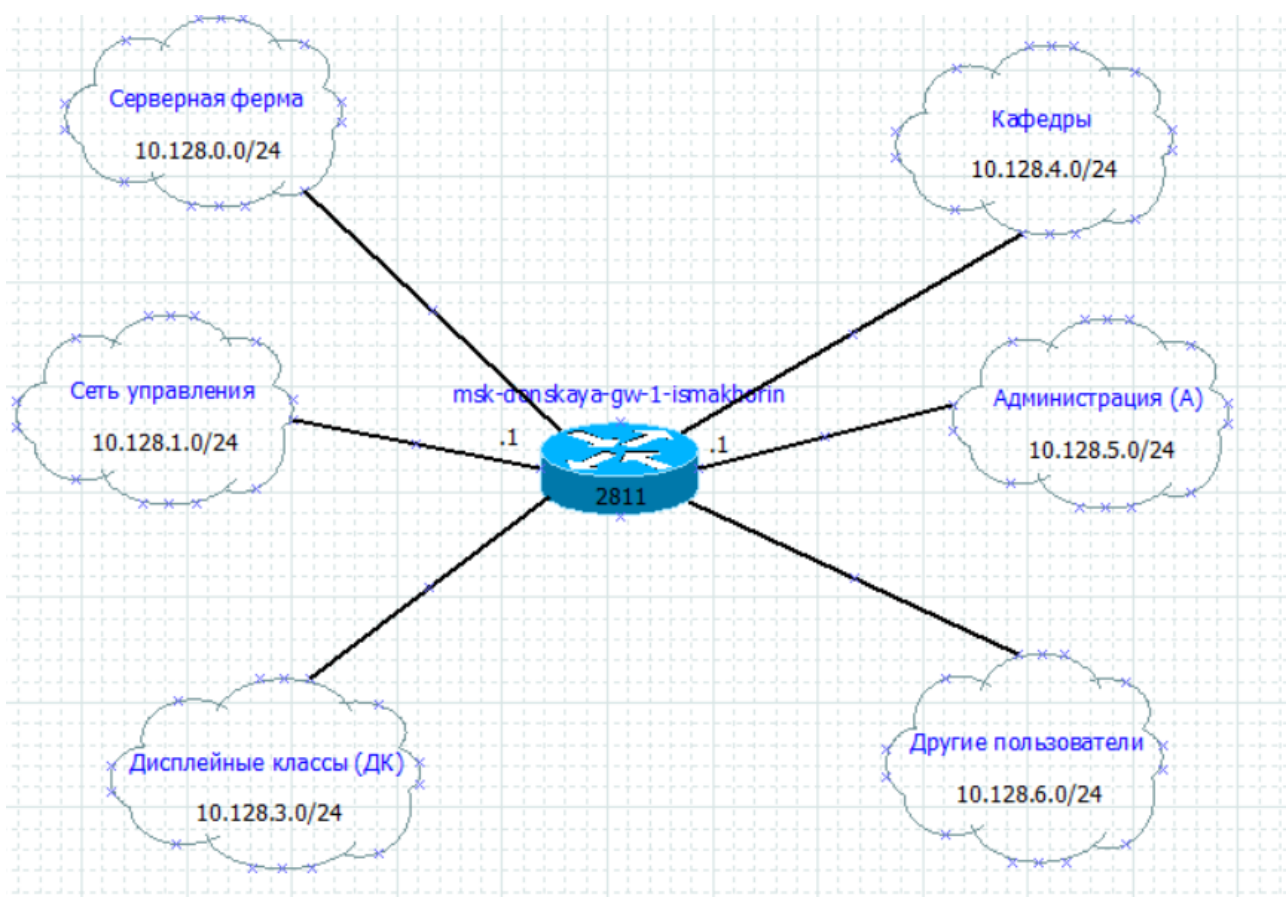 Серверная ферма
10.128.0.0/24
Кафедры
10.128.4.0/24
Сеть управления
10.128.1.0/24
msk-donskaya-gw-1-ismakhorin
.1
.1
2811
Администрация (А)
10.128.5.0/24
Дисплейные классы (ДК)
10.128.3.0/24
Другие пользователи
10.128.6.0/24